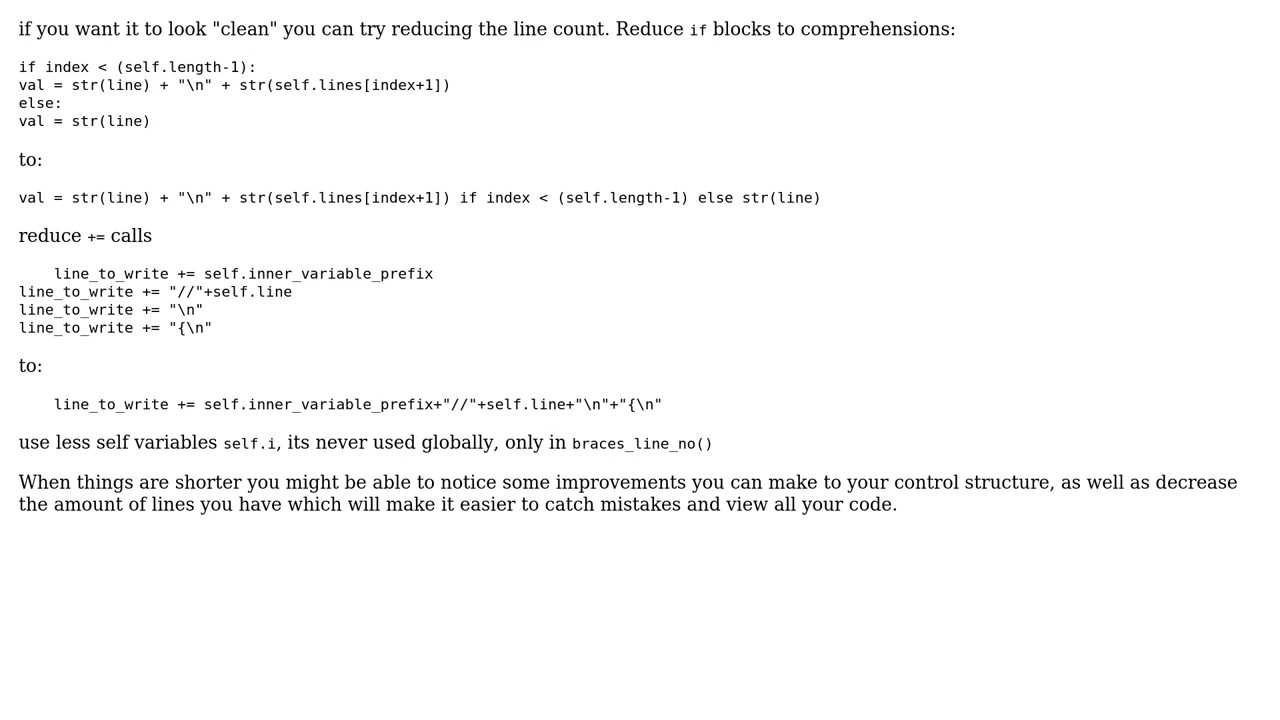 if you want it to look "clean" you can try reducing the line count. Reduce if blocks to comprehensions:
if index < (self.length-1):
val = str(line) + "\n" + str(self.lines[index+1])
else:
val = str(line)
to:
val = str(line) + "\n" + str(self.lines[index+1]) if index < (self.length-1) else str(line)
reduce += calls
    line_to_write += self.inner_variable_prefix
line_to_write += "//"+self.line
line_to_write += "\n"
line_to_write += "{\n"
to:
    line_to_write += self.inner_variable_prefix+"//"+self.line+"\n"+"{\n"
use less self variables self.i, its never used globally, only in braces_line_no()
When things are shorter you might be able to notice some improvements you can make to your control structure, as well as decrease
the amount of lines you have which will make it easier to catch mistakes and view all your code.